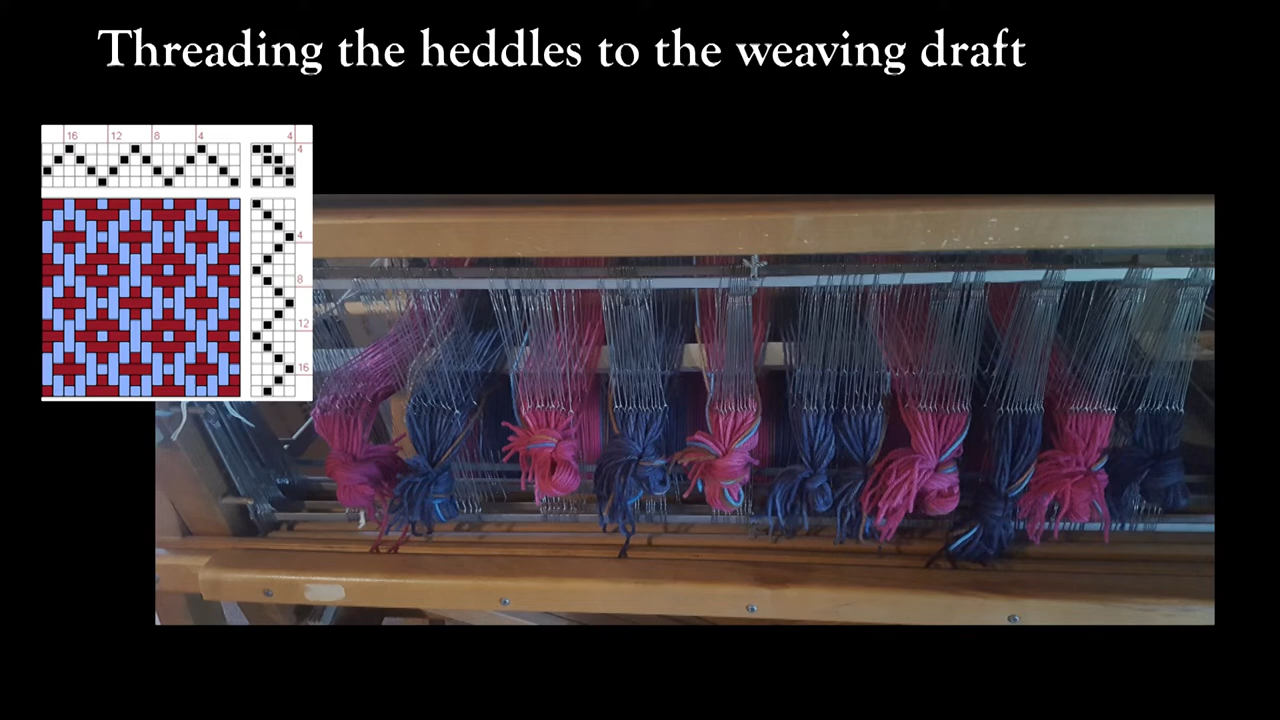 Threading the heddles to the weaving draft
16 12 8 4 4
4
4
8
12
16